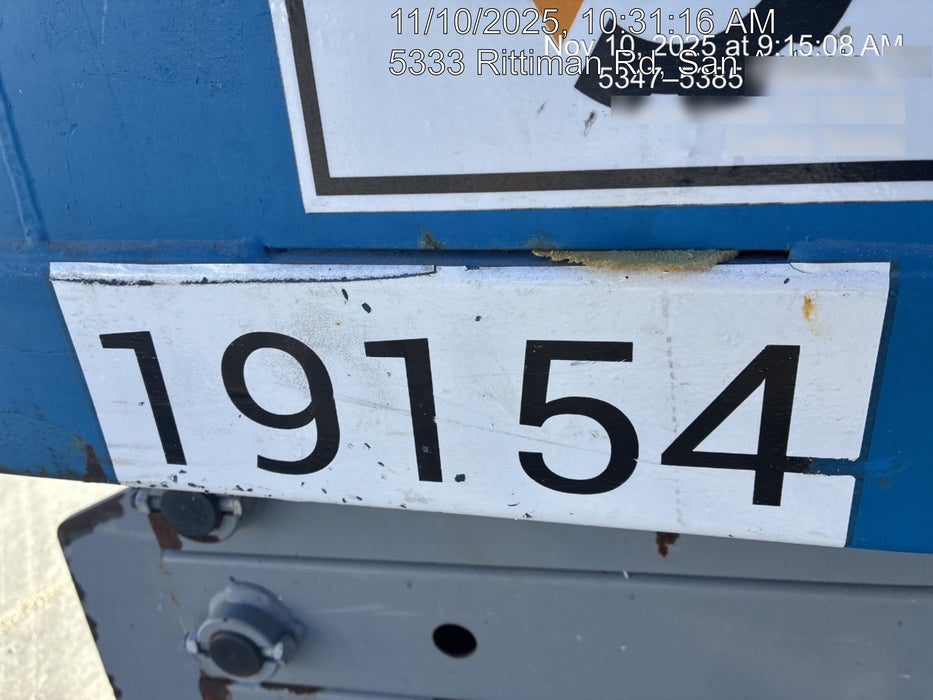 11/10/2025, 10:31:16 AM
Nov 10, 2025 at 9:15:08 AM
5333 Rittiman Rd, San
5347–5385
19154